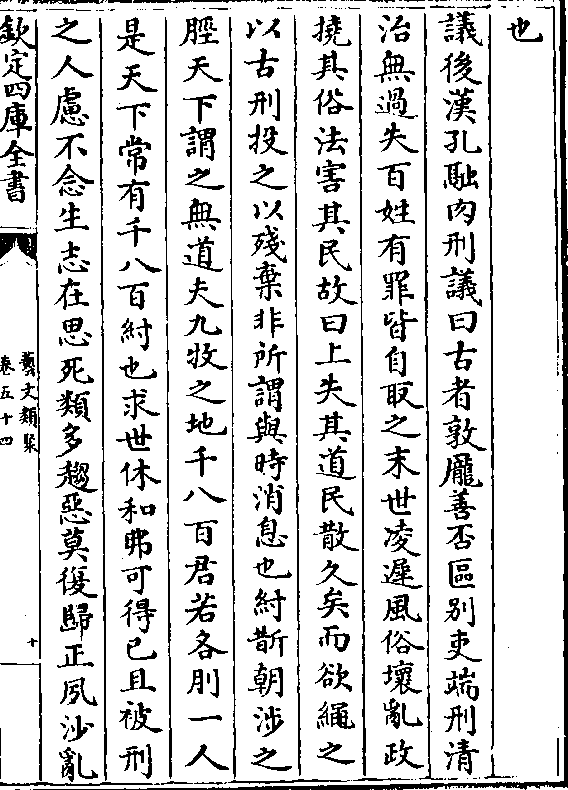 也
議後漢孔融肉刑議曰古者敦龎善否區别吏端刑清
治無過失百姓有罪皆自取之末世凌遲風俗壞亂政
撓其俗法害其民故曰上失其道民散久矣而欲繩之
以古刑投之以殘棄非所謂與時消息也紂斮朝涉之
脛天下謂之無道夫九牧之地千八百君若各刖一人
是天下常有千八百紂也求世休和弗可得已且被刑
之人慮不念生志在思死類多趨惡莫復歸正夙沙亂
欽定四庫全書
藝文類聚
卷五十四
十